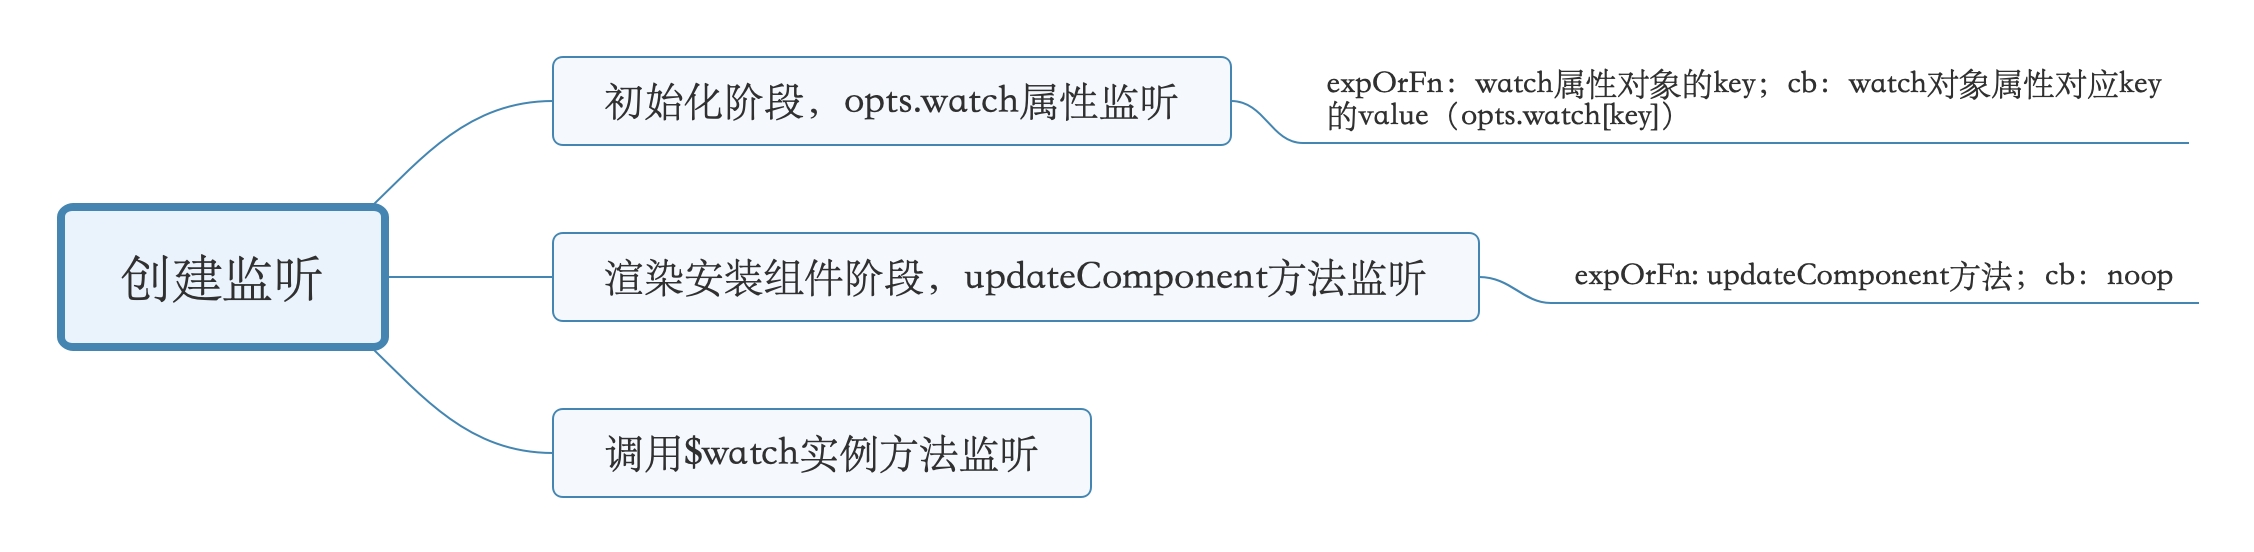 初始化阶段，opts.watch属性监听
expOrFn：watch属性对象的key；cb：watch对象属性对应key
的value（opts.watch[key]）
创建监听
渲染安装组件阶段，updateComponent方法监听
expOrFn: updateComponent方法；cb：noop
调用$watch实例方法监听